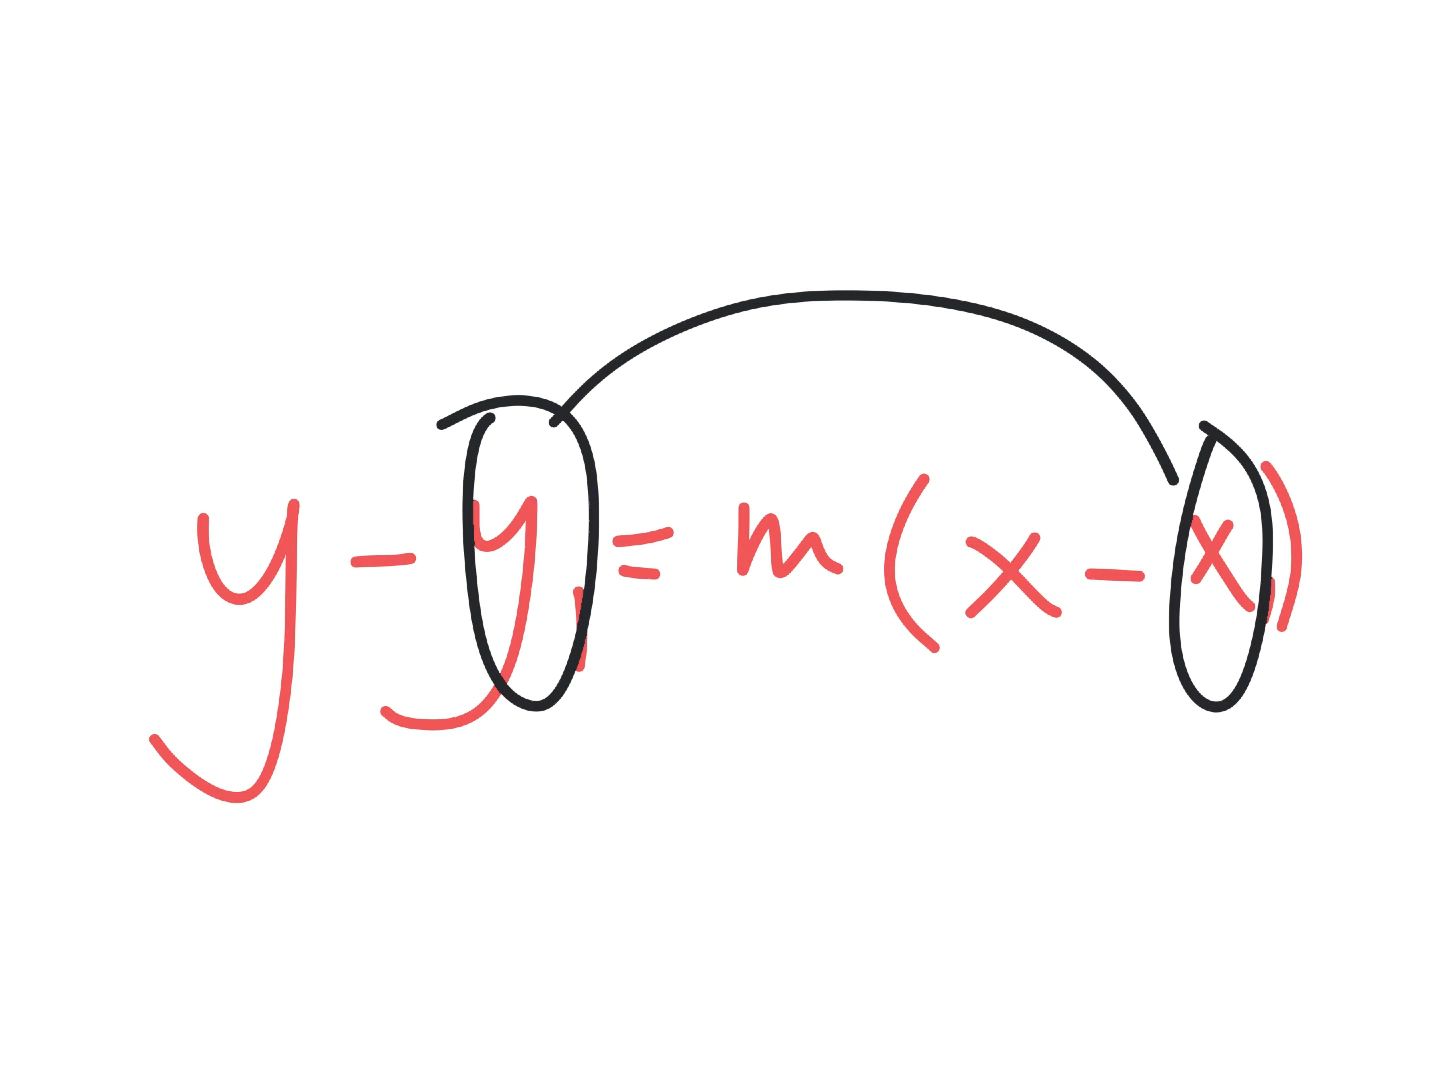 y - y₁ = m(x - x₁)